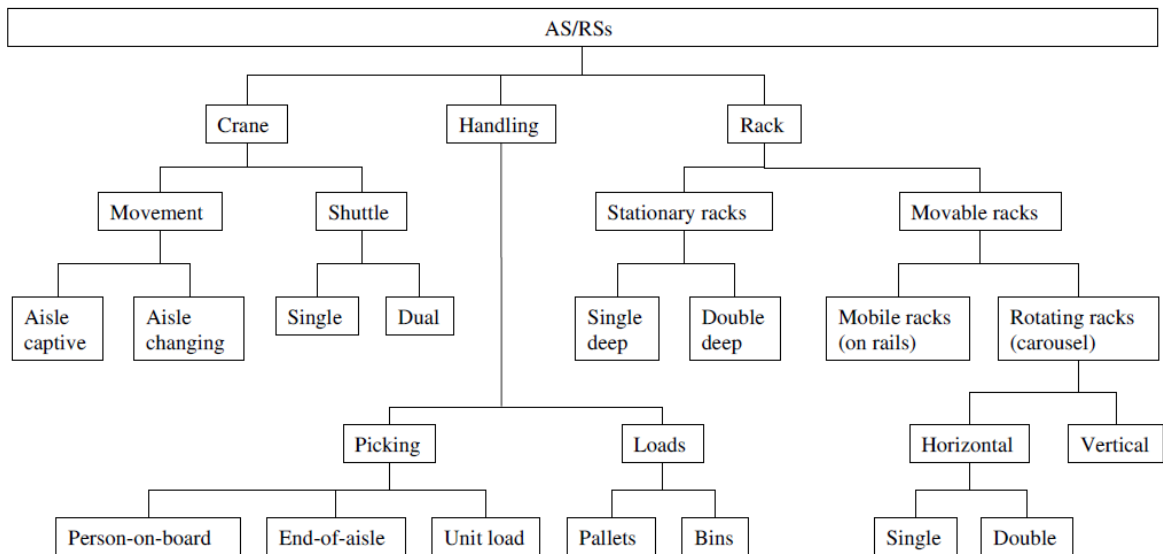 AS/RSs
Crane
Handling
Rack
Movement
Shuttle
Stationary racks
Movable racks
Aisle
captive
Aisle
changing
Single
Dual
Single
deep
Double
deep
Mobile racks
(on rails)
Rotating racks
(carousel)
Picking
Loads
Horizontal
Vertical
Person-on-board
End-of-aisle
Unit load
Pallets
Bins
Single
Double